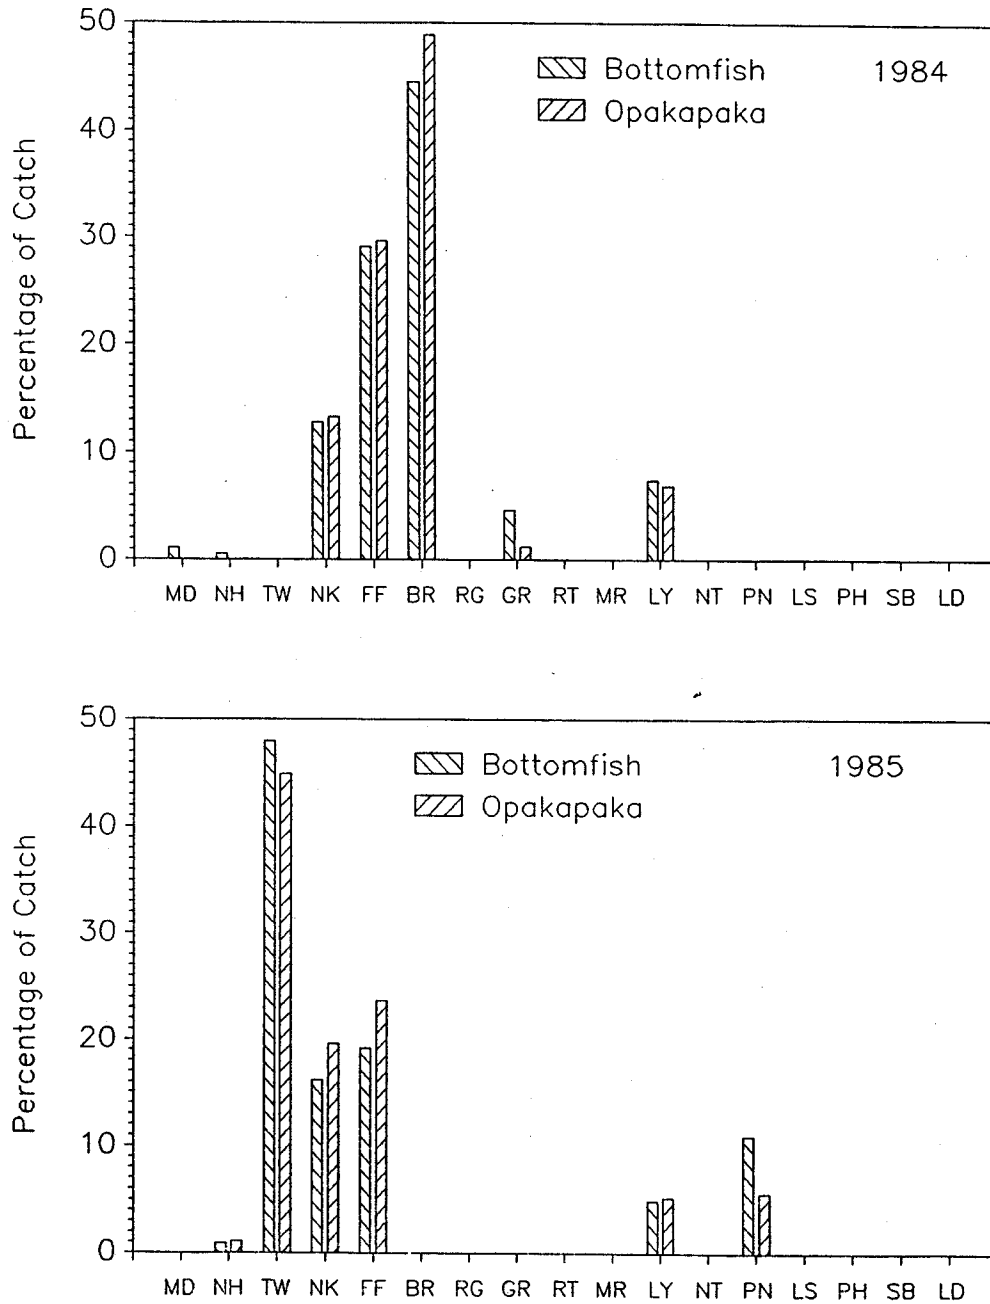 50
Bottomfish 1984
Opakapaka
40
30
20
10
0
Percentage of Catch
MD NH TW NK FF BR RG GR RT MR LY NT PN LS PH SB LD
50
Bottomfish 1985
Opakapaka
40
30
20
10
0
Percentage of Catch
MD NH TW NK FF BR RG GR RT MR LY NT PN LS PH SB LD